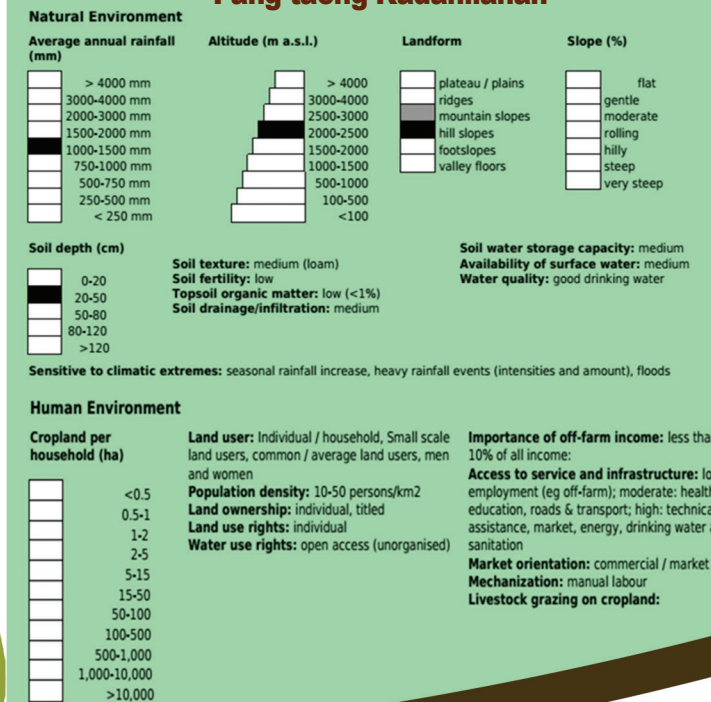 Natural Environment
Average annual rainfall
(mm)
> 4000 mm
3000-4000 mm
2000-3000 mm
1500-2000 mm
1000-1500 mm
750-1000 mm
500-750 mm
250-500 mm
< 250 mm
Altitude (m a.s.l.)
> 4000
3000-4000
2500-3000
2000-2500
1500-2000
1000-1500
500-1000
100-500
<100
Landform
plateau / plains
ridges
mountain slopes
hill slopes
footslopes
valley floors
Slope (%)
flat
gentle
moderate
rolling
hilly
steep
very steep
Soil depth (cm)
0-20
20-50
50-80
80-120
>120
Soil texture: medium (loam)
Soil fertility: low
Topsoil organic matter: low (<1%)
Soil drainage/infiltration: medium
Soil water storage capacity: medium
Availability of surface water: medium
Water quality: good drinking water
Sensitive to climatic extremes: seasonal rainfall increase, heavy rainfall events (intensities and amount), floods
Human Environment
Cropland per
household (ha)
<0.5
0.5-1
1-2
2-5
5-15
15-50
50-100
100-500
500-1,000
1,000-10,000
>10,000
Land user: Individual / household, Small scale
land users, common / average land users, men
and women
Population density: 10-50 persons/km2
Land ownership: individual, titled
Land use rights: individual
Water use rights: open access (unorganised)
Importance of off-farm income: less
10% of all income:
Access to service and infrastructure:
employment (eg off-farm); moderate:
education, roads & transport; high:
assistance, market, energy, drinking water
sanitation
Market orientation: commercial / market
Mechanization: manual labour
Livestock grazing on cropland: